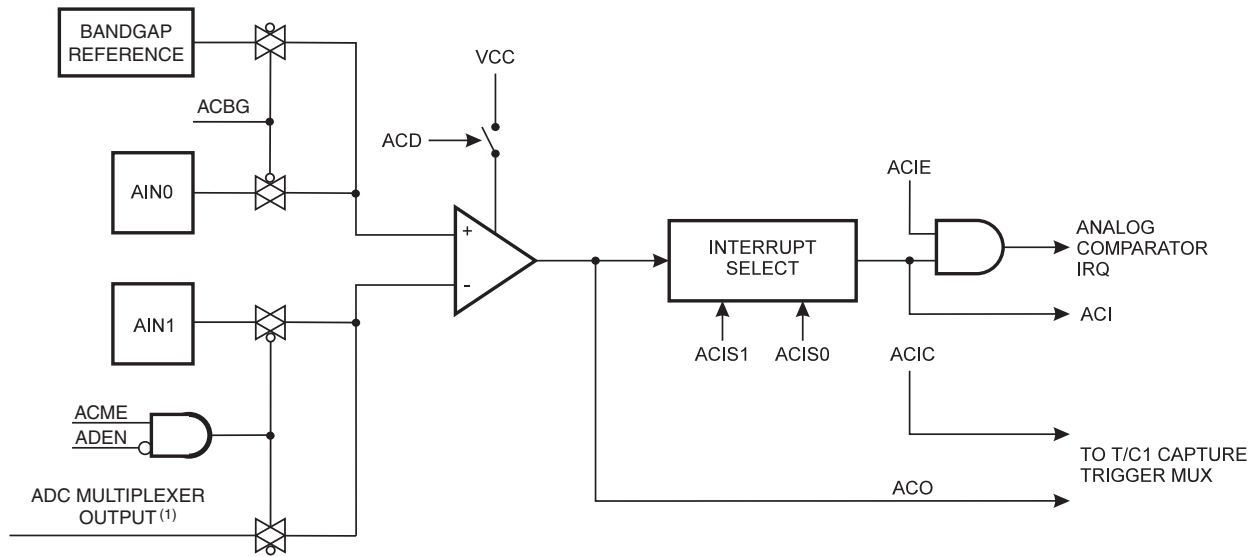 BANDGAP
REFERENCE
ACBG
AIN0
VCC
ACD
+
-
AIN1
ACME
ADEN
ADC MULTIPLEXER
OUTPUT (1)
INTERRUPT
SELECT
ACIS1
ACIS0
ACIE
ANALOG
COMPARATOR
IRQ
ACI
ACIC
TO T/C1 CAPTURE
TRIGGER MUX
ACO